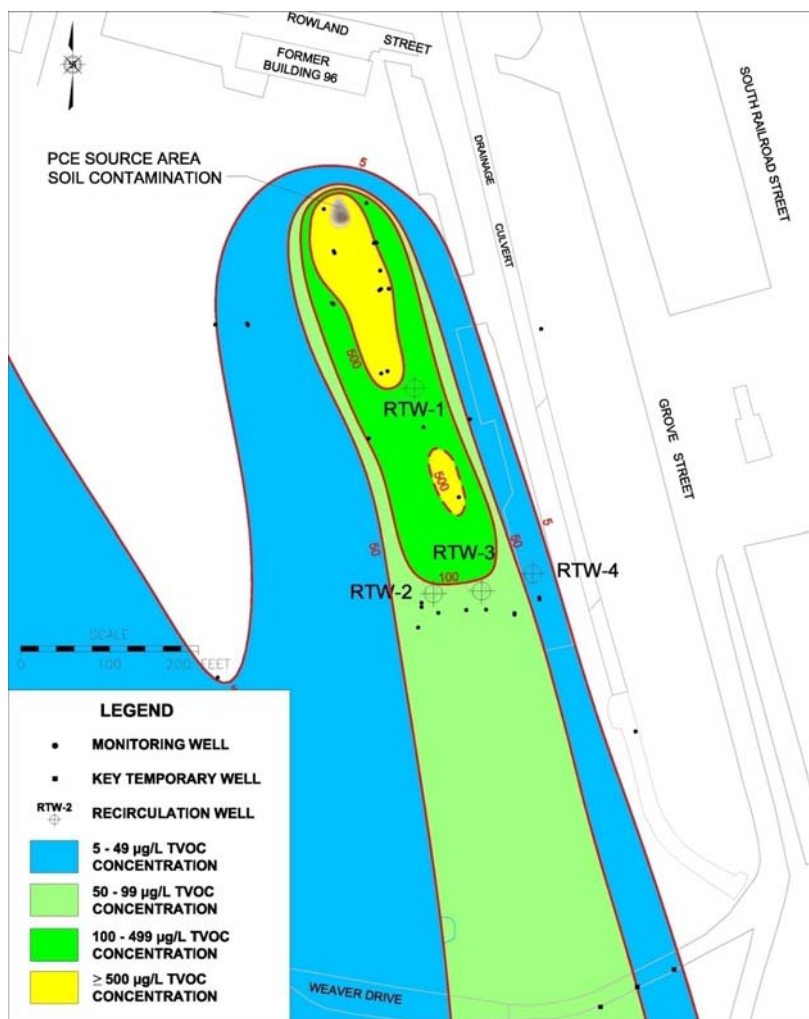 ROWLAND
STREET
FORMER
BUILDING 96
PCE SOURCE AREA
SOIL CONTAMINATION
5
DRAINAGE
CULVERT
SOUTH RAILROAD STREET
GROVE STREET
500
RTW-1
500
50
50
5
RTW-3
100
RTW-2
RTW-4
SCALE
0 100 200 FEET
LEGEND
MONITORING WELL
KEY TEMPORARY WELL
RTW-2
RECIRCULATION WELL
5 - 49 µg/L TVOC
CONCENTRATION
50 - 99 µg/L TVOC
CONCENTRATION
100 - 499 µg/L TVOC
CONCENTRATION
≥ 500 µg/L TVOC
CONCENTRATION
WEAVER DRIVE